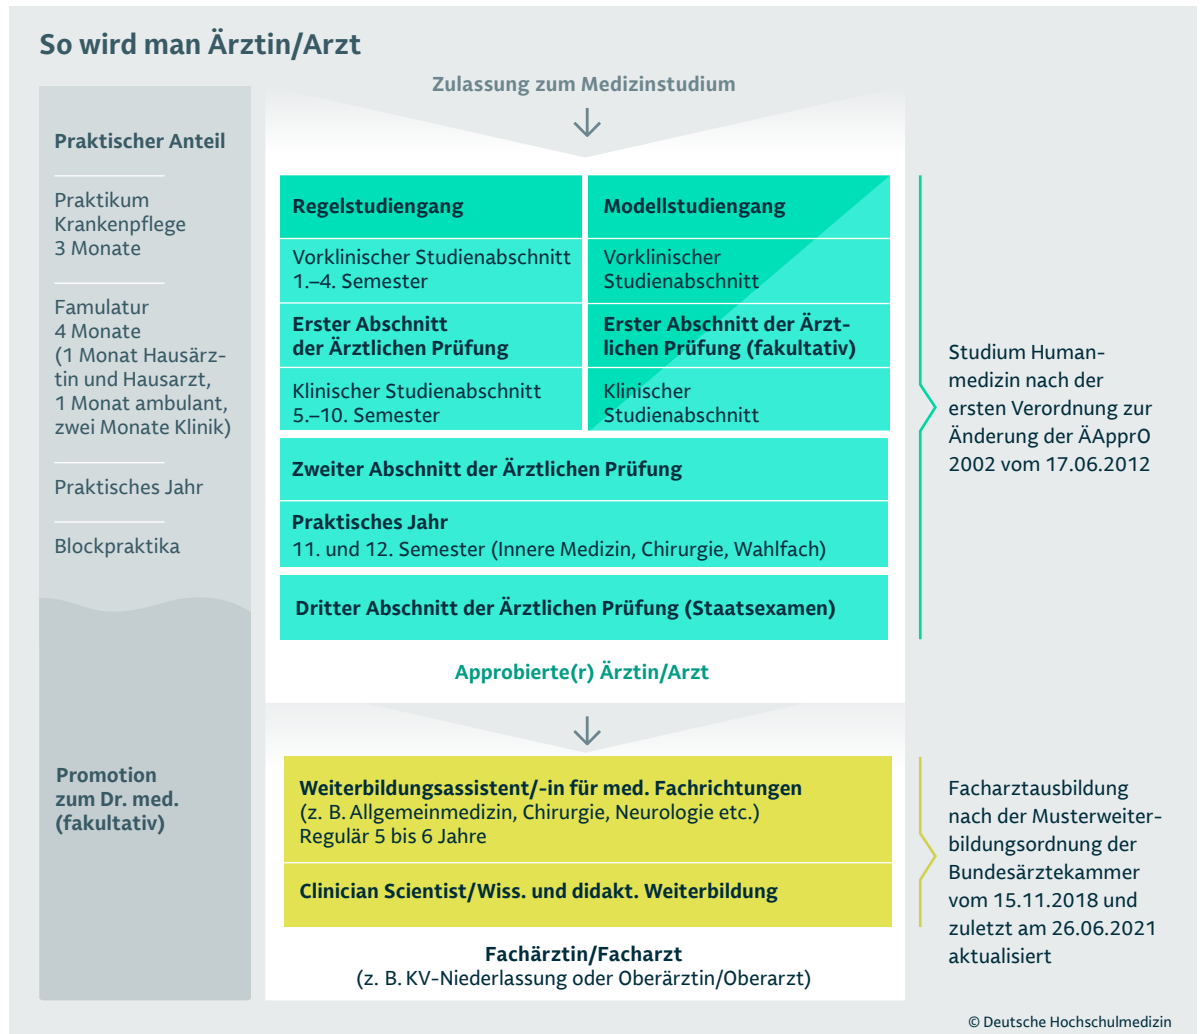 So wird man Ärztin/Arzt
Zulassung zum Medizinstudium
Praktischer Anteil
Praktikum
Krankenpflege
3 Monate
Famulatur
4 Monate
(1 Monat Hausärz-
tin und Hausarzt,
1 Monat ambulant,
zwei Monate Klinik)
Praktisches Jahr
Blockpraktika
Promotion
zum Dr. med.
(fakultativ)
Regelstudiengang
Vorklinischer Studienabschnitt
1.–4. Semester
Erster Abschnitt
der Ärztlichen Prüfung
Klinischer Studienabschnitt
5.–10. Semester
Modellstudiengang
Vorklinischer
Studienabschnitt
Erster Abschnitt der Ärzt-
lichen Prüfung (fakultativ)
Klinischer
Studienabschnitt
Zweiter Abschnitt der Ärztlichen Prüfung
Praktisches Jahr
11. und 12. Semester (Innere Medizin, Chirurgie, Wahlfach)
Dritter Abschnitt der Ärztlichen Prüfung (Staatsexamen)
Approbierte(r) Ärztin/Arzt
Studium Human-
medizin nach der
ersten Verordnung zur
Änderung der ÄApprO
2002 vom 17.06.2012
Weiterbildungsassistent/-in für med. Fachrichtungen
(z. B. Allgemeinmedizin, Chirurgie, Neurologie etc.)
Regulär 5 bis 6 Jahre
Clinician Scientist/Wiss. und didakt. Weiterbildung
Fachärztin/Facharzt
(z. B. KV-Niederlassung oder Oberärztin/Oberarzt)
Facharztausbildung
nach der Musterweiter-
bildungsordnung der
Bundesärztekammer
vom 15.11.2018 und
zuletzt am 26.06.2021
aktualisiert
© Deutsche Hochschulmedizin